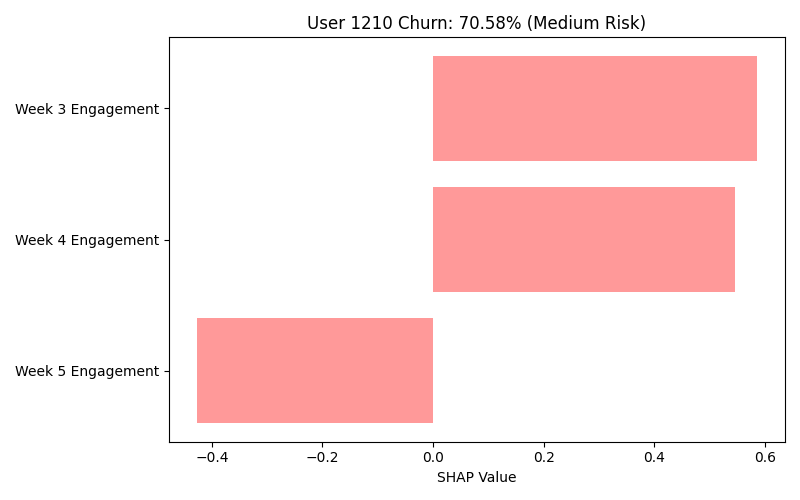 User 1210 Churn: 70.58% (Medium Risk)
Week 3 Engagement
Week 4 Engagement
Week 5 Engagement
−0.4 −0.2 0.0 0.2 0.4 0.6
SHAP Value